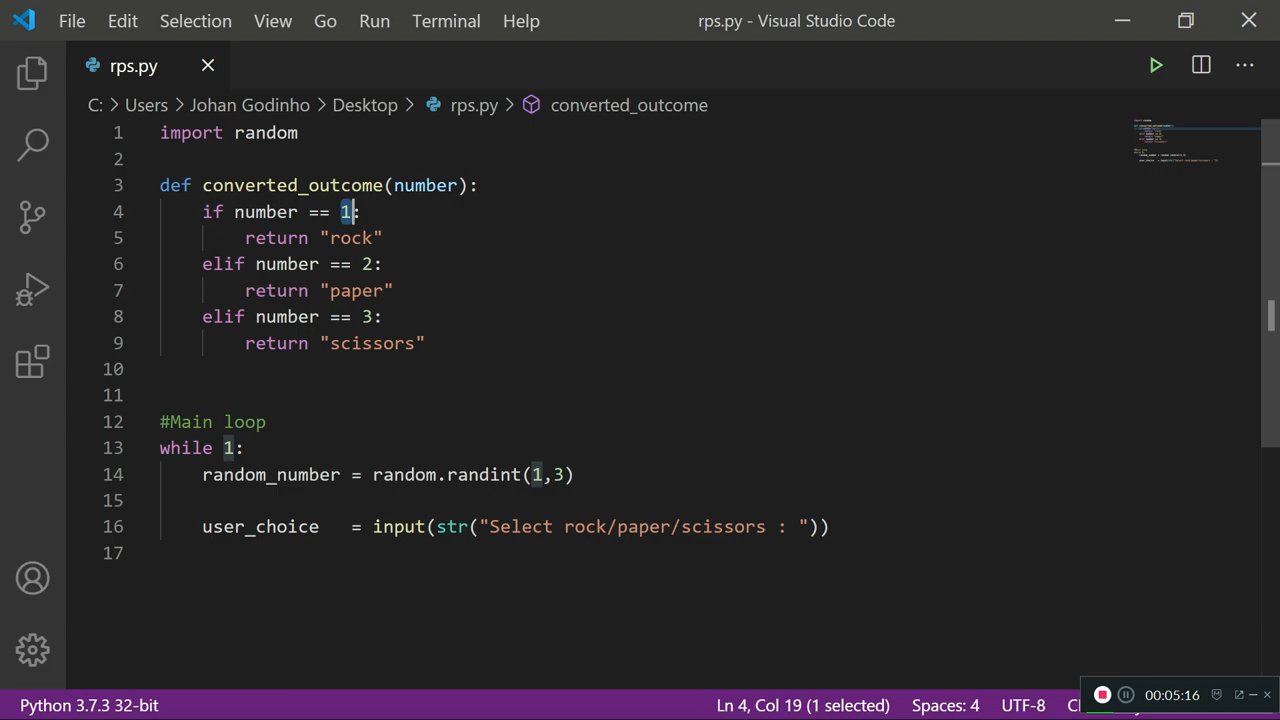 File Edit Selection View Go Run Terminal Help rps.py - Visual Studio Code
rps.py
C: > Users > Johan Godinho > Desktop > rps.py > converted_outcome
1 import random
2
3 def converted_outcome(number):
4 if number == 1:
5 return "rock"
6 elif number == 2:
7 return "paper"
8 elif number == 3:
9 return "scissors"
10
11
12 #Main loop
13 while 1:
14 random_number = random.randint(1,3)
15
16 user_choice = input(str("Select rock/paper/scissors : "))
17
Python 3.7.3 32-bit Ln 4, Col 19 (1 selected) Spaces: 4 UTF-8
00:05:16